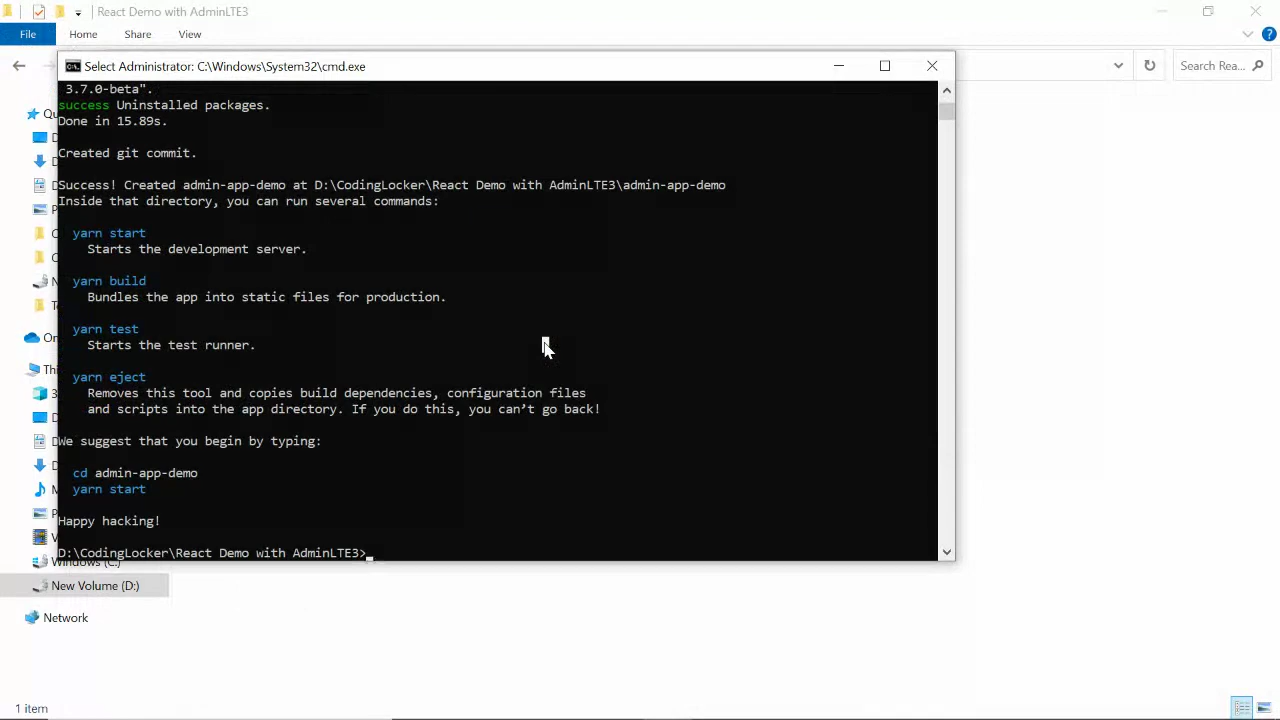 React Demo with AdminLTE3
File Home Share View
Select Administrator: C:\Windows\System32\cmd.exe
Search Rea...
3.7.0-beta".
success Uninstalled packages.
Done in 15.89s.
Created git commit.
Success! Created admin-app-demo at D:\CodingLocker\React Demo with AdminLTE3\admin-app-demo
Inside that directory, you can run several commands:
yarn start
Starts the development server.
yarn build
Bundles the app into static files for production.
yarn test
Starts the test runner.
yarn eject
Removes this tool and copies build dependencies, configuration files
and scripts into the app directory. If you do this, you can’t go back!
We suggest that you begin by typing:
cd admin-app-demo
yarn start
Happy hacking!
D:\CodingLocker\React Demo with AdminLTE3>
Windows (C:)
New Volume (D:)
Network
1 item